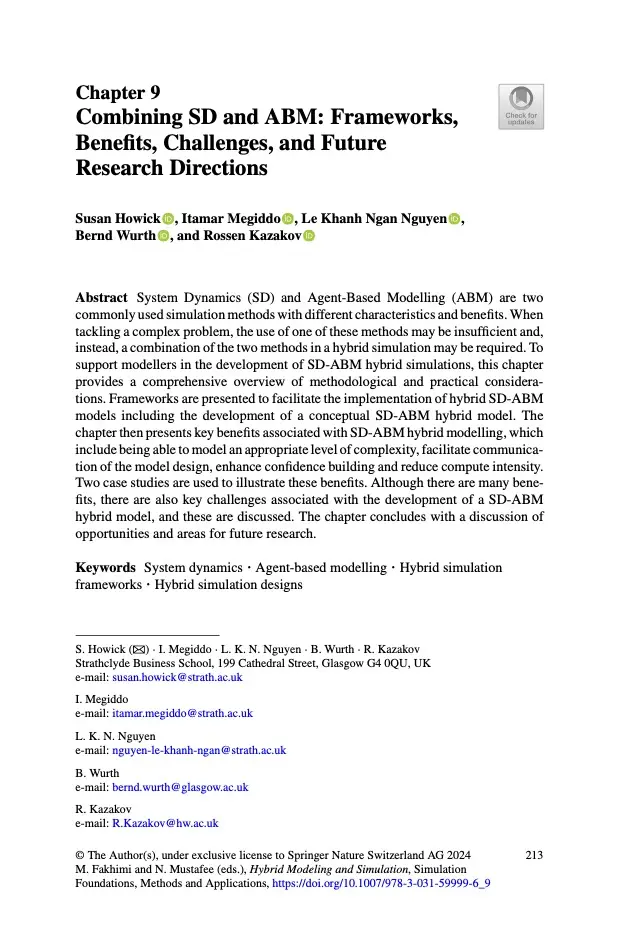 Chapter 9
Combining SD and ABM: Frameworks,
Benefits, Challenges, and Future
Research Directions
Check for
updates
Susan Howick iD, Itamar Megiddo iD, Le Khanh Ngan Nguyen iD,
Bernd Wurth iD, and Rossen Kazakov iD
Abstract System Dynamics (SD) and Agent-Based Modelling (ABM) are two
commonly used simulation methods with different characteristics and benefits. When
tackling a complex problem, the use of one of these methods may be insufficient and,
instead, a combination of the two methods in a hybrid simulation may be required. To
support modellers in the development of SD-ABM hybrid simulations, this chapter
provides a comprehensive overview of methodological and practical considera-
tions. Frameworks are presented to facilitate the implementation of hybrid SD-ABM
models including the development of a conceptual SD-ABM hybrid model. The
chapter then presents key benefits associated with SD-ABM hybrid modelling, which
include being able to model an appropriate level of complexity, facilitate communica-
tion of the model design, enhance confidence building and reduce compute intensity.
Two case studies are used to illustrate these benefits. Although there are many bene-
fits, there are also key challenges associated with the development of a SD-ABM
hybrid model, and these are discussed. The chapter concludes with a discussion of
opportunities and areas for future research.
Keywords System dynamics · Agent-based modelling · Hybrid simulation
frameworks · Hybrid simulation designs
S. Howick (✉) · I. Megiddo · L. K. N. Nguyen · B. Wurth · R. Kazakov
Strathclyde Business School, 199 Cathedral Street, Glasgow G4 0QU, UK
e-mail: susan.howick@strath.ac.uk
I. Megiddo
e-mail: itamar.megiddo@strath.ac.uk
L. K. N. Nguyen
e-mail: nguyen-le-khanh-ngan@strath.ac.uk
B. Wurth
e-mail: bernd.wurth@glasgow.ac.uk
R. Kazakov
e-mail: R.Kazakov@hw.ac.uk
© The Author(s), under exclusive license to Springer Nature Switzerland AG 2024 213
M. Fakhimi and N. Mustafee (eds.), Hybrid Modeling and Simulation, Simulation
Foundations, Methods and Applications, https://doi.org/10.1007/978-3-031-59999-6_9